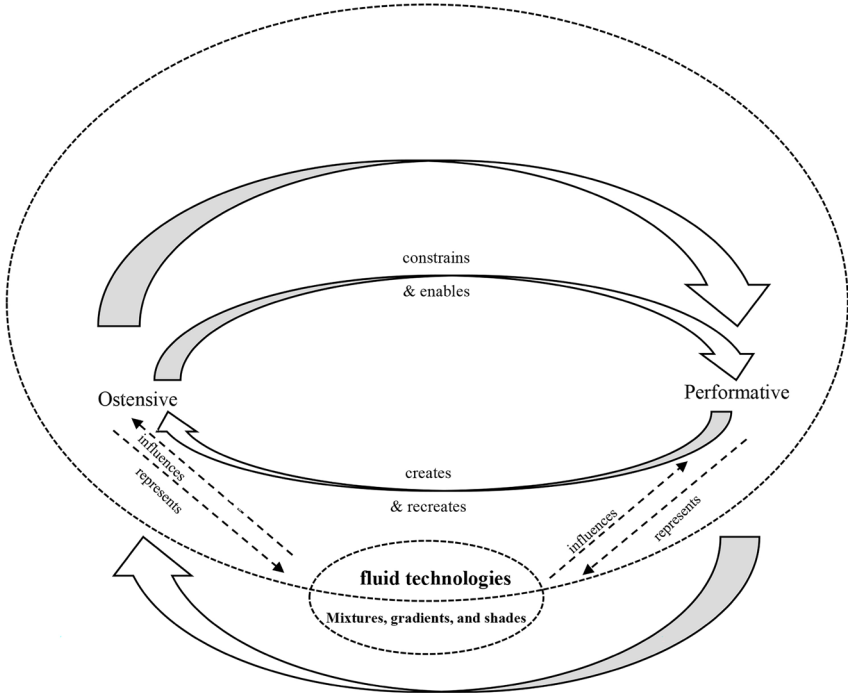 constrains
& enables
Ostensive
Performative
influences
represents
creates
& recreates
influences
represents
fluid technologies
Mixtures, gradients, and shades